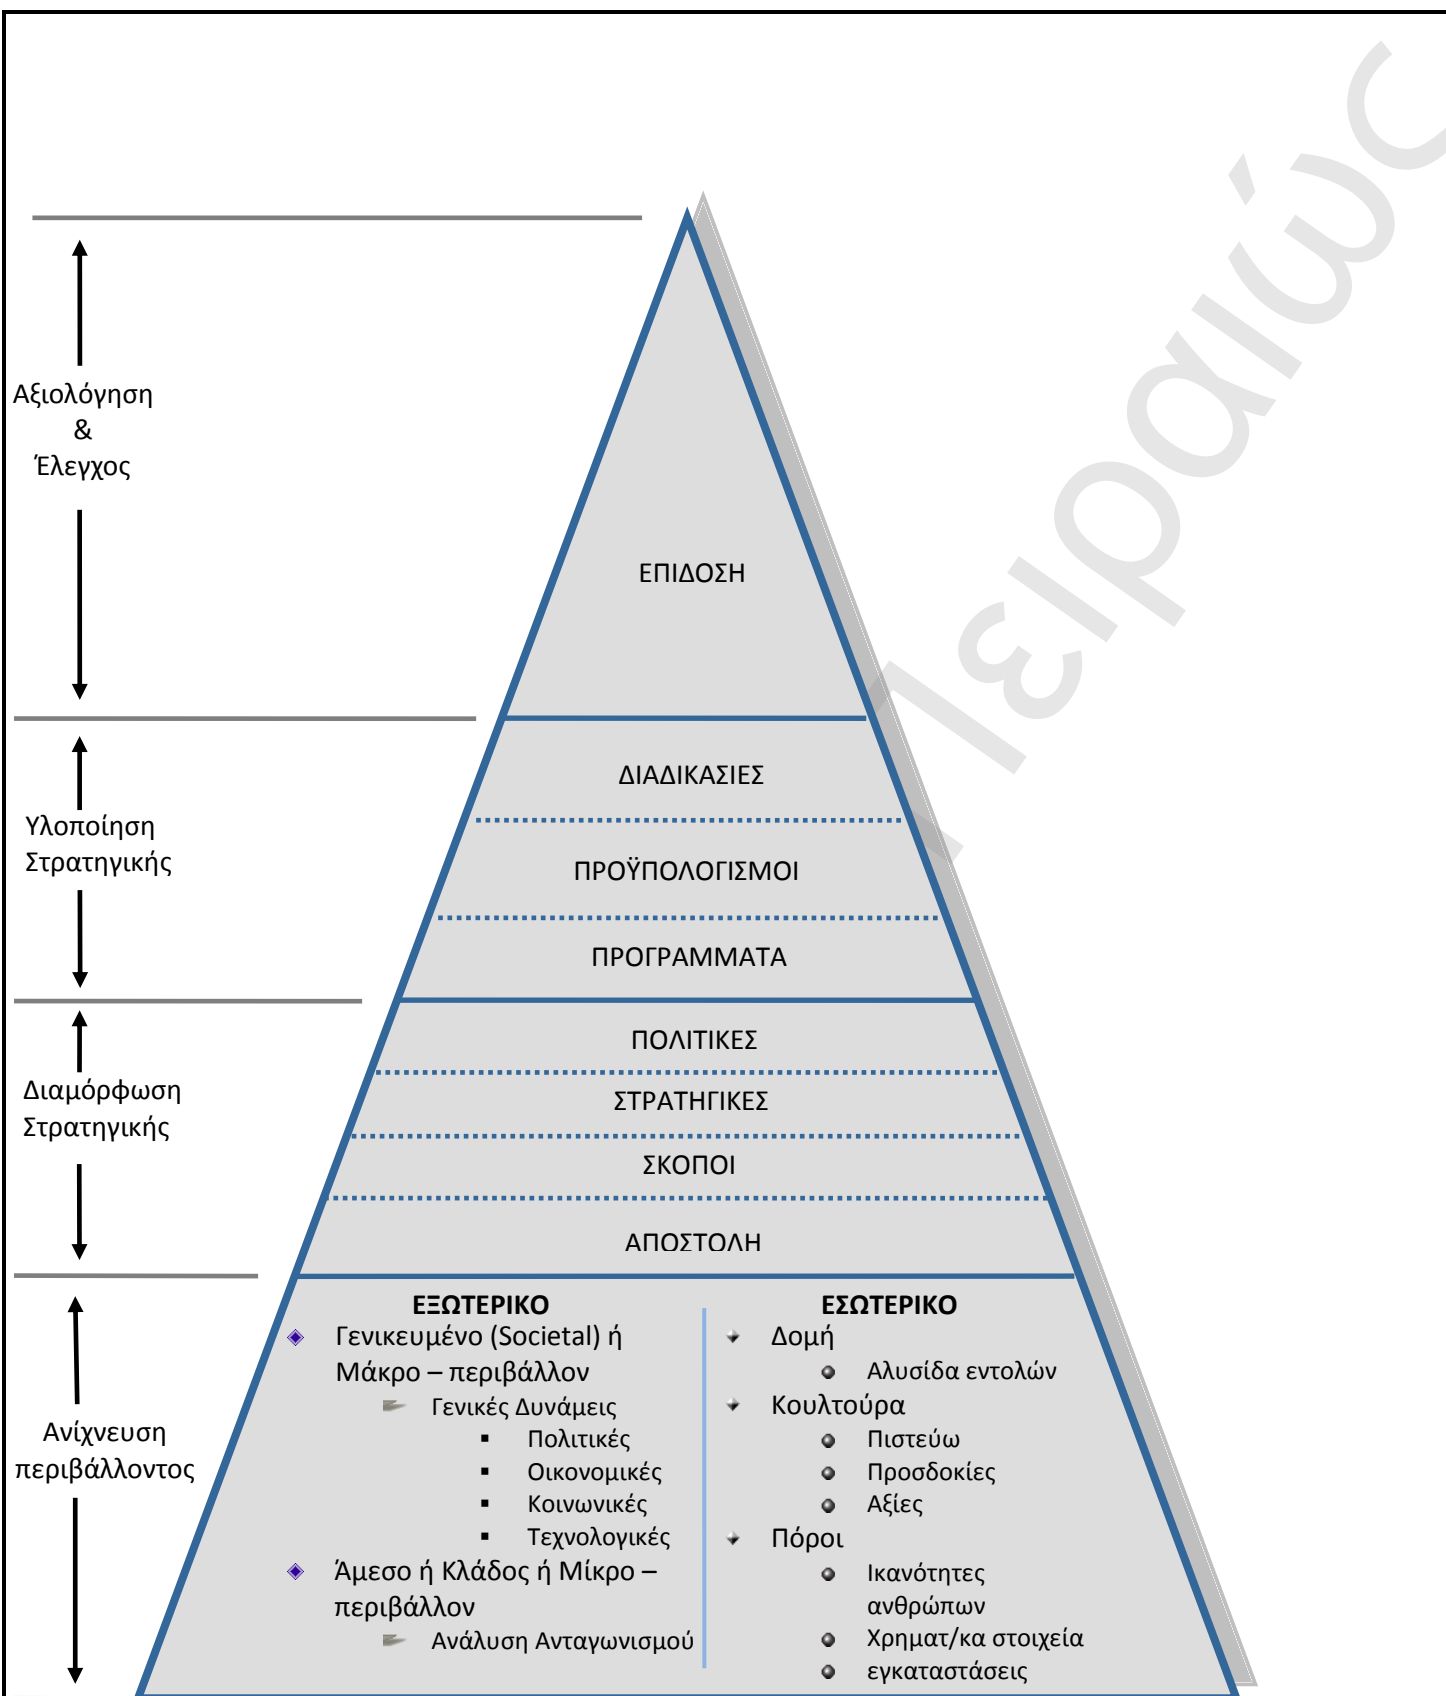 Πειραιώς
Αξιολόγηση
&
Έλεγχος
ΕΠΙΔΟΣΗ
Υλοποίηση
Στρατηγικής
ΔΙΑΔΙΚΑΣΙΕΣ
ΠΡΟΫΠΟΛΟΓΙΣΜΟΙ
ΠΡΟΓΡΑΜΜΑΤΑ
Διαμόρφωση
Στρατηγικής
ΠΟΛΙΤΙΚΕΣ
ΣΤΡΑΤΗΓΙΚΕΣ
ΣΚΟΠΟΙ
ΑΠΟΣΤΟΛΗ
Ανίχνευση
περιβάλλοντος
ΕΞΩΤΕΡΙΚΟ
Γενικευμένο (Societal) ή
Μάκρο – περιβάλλον
Γενικές Δυνάμεις
Πολιτικές
Οικονομικές
Κοινωνικές
Τεχνολογικές
Άμεσο ή Κλάδος ή Μίκρο –
περιβάλλον
Ανάλυση Ανταγωνισμού
ΕΣΩΤΕΡΙΚΟ
Δομή
Αλυσίδα εντολών
Κουλτούρα
Πιστεύω
Προσδοκίες
Αξίες
Πόροι
Ικανότητες
ανθρώπων
Χρηματ/κα στοιχεία
εγκαταστάσεις